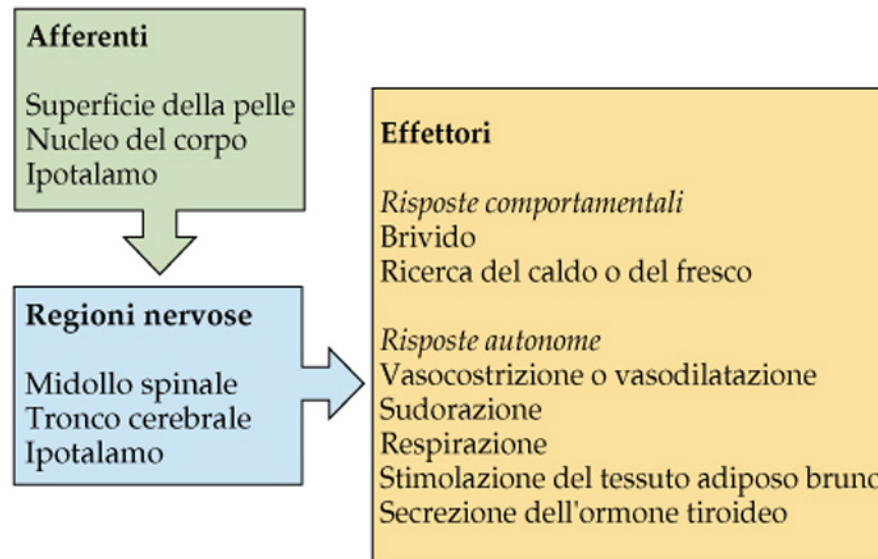 Afferenti
Superficie della pelle
Nucleo del corpo
Ipotalamo
Regioni nervose
Midollo spinale
Tronco cerebrale
Ipotalamo
Effettori
Risposte comportamentali
Brivido
Ricerca del caldo o del fresco
Risposte autonome
Vasocostrizione o vasodilatazione
Sudorazione
Respirazione
Stimolazione del tessuto adiposo bruno
Secrezione dell'ormone tiroideo